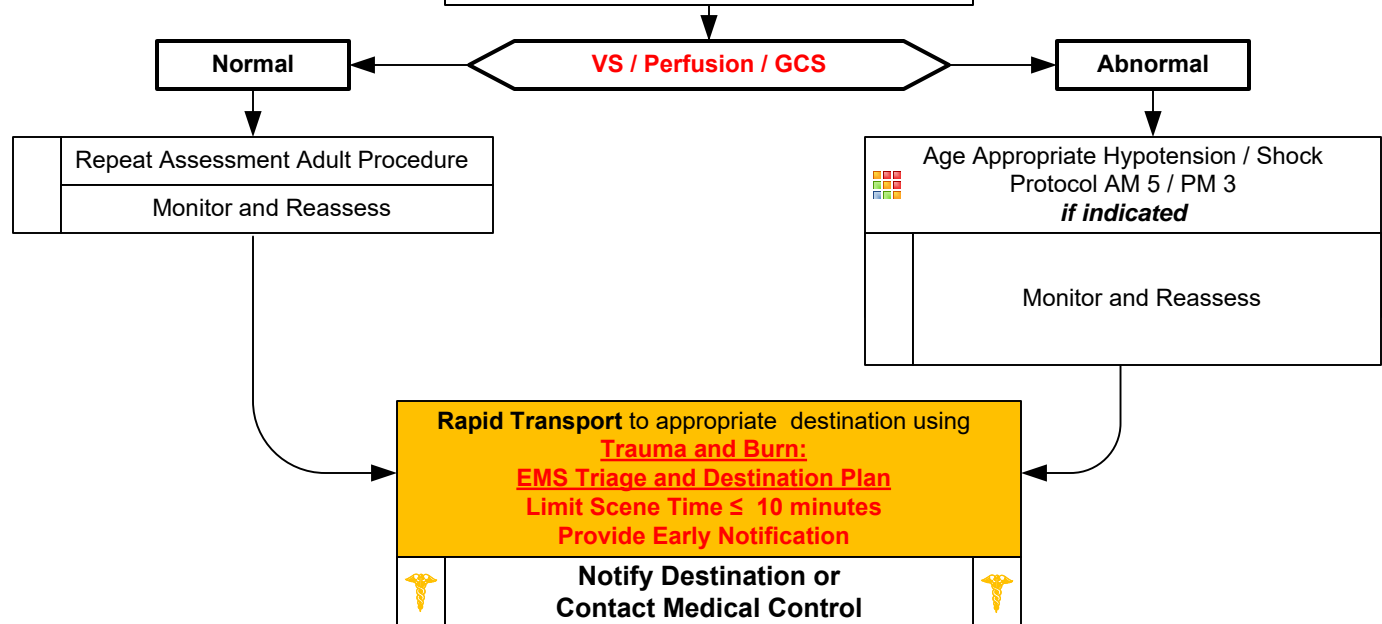 Normal
VS / Perfusion / GCS
Abnormal
Repeat Assessment Adult Procedure
Monitor and Reassess
Age Appropriate Hypotension / Shock
Protocol AM 5 / PM 3
if indicated
Monitor and Reassess
Rapid Transport to appropriate destination using
Trauma and Burn:
EMS Triage and Destination Plan
Limit Scene Time ≤ 10 minutes
Provide Early Notification
Notify Destination or
Contact Medical Control